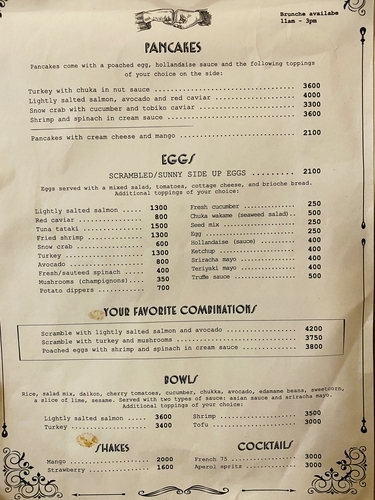 Brunch availabe
11am - 3pm
PANCAKES
Pancakes come with a poached egg, hollandaise sauce and the following toppings
of your choice on the side:
Turkey with chuka in nut sauce 3600
Lightly salted salmon, avocado and red caviar 4000
Snow crab with cucumber and tobiko caviar 3300
Shrimp and spinach in cream sauce 3600
Pancakes with cream cheese and mango 2100
EGGS
SCRAMBLED/SUNNY SIDE UP EGGS 2100
Eggs served with a mixed salad, tomatoes, cottage cheese, and brioche bread.
Additional toppings of your choice:
Lightly salted salmon 1300
Red caviar 800
Tuna tataki 1500
Fried shrimp 1300
Snow crab 600
Turkey 1300
Avocado 800
Fresh/sauteed spinach 400
Mushrooms (champignons) 350
Potato dippers 700
Fresh cucumber 250
Chuka wakame (seaweed salad) 500
Seed mix 250
Egg 250
Hollandaise (sauce) 400
Ketchup 400
Sriracha mayo 400
Teriyaki mayo 400
Truffle sauce 500
YOUR FAVORITE COMBINATIONS
Scramble with lightly salted salmon and avocado 4200
Scramble with turkey and mushrooms 3750
Poached eggs with shrimp and spinach in cream sauce 3800
BOWLS
Rice, salad mix, daikon, cherry tomatoes, cucumber, chukka, avocado, edamame beans, sweetcorn,
a slice of lime, sesame. Served with two types of sauce: asian sauce and sriracha mayo.
Additional toppings of your choice:
Lightly salted salmon 3600
Turkey 3400
Shrimp 3500
Tofu 3000
SHAKES
Mango 2000
Strawberry 1600
COCKTAILS
French 75 3000
Aperol spritz 3000